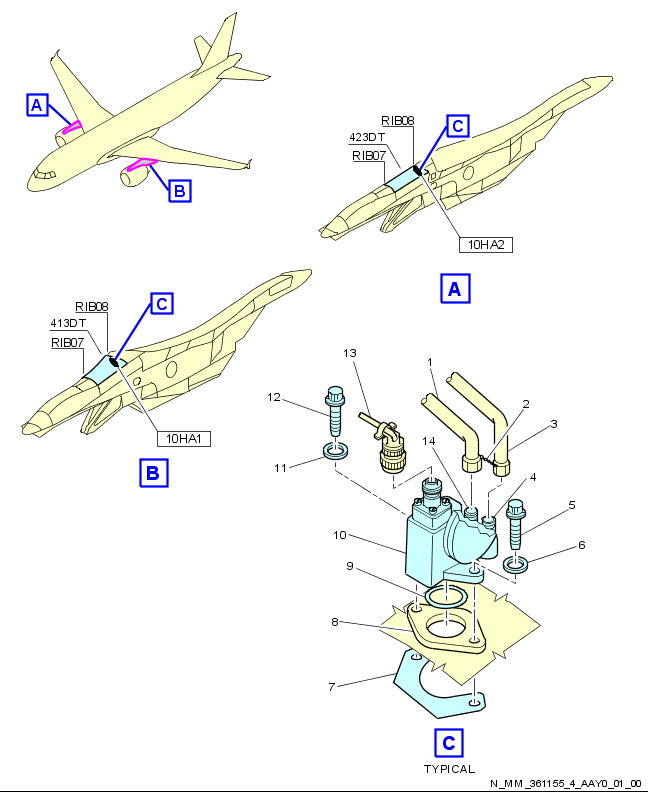 A
B
RIB08
423DT
RIB07
C
10HA2
A
RIB08
413DT
RIB07
C
10HA1
B
13
1
12
2
3
14
11
4
5
10
6
9
8
7
C
TYPICAL
N_MM_361155_4_AAY0_01_00